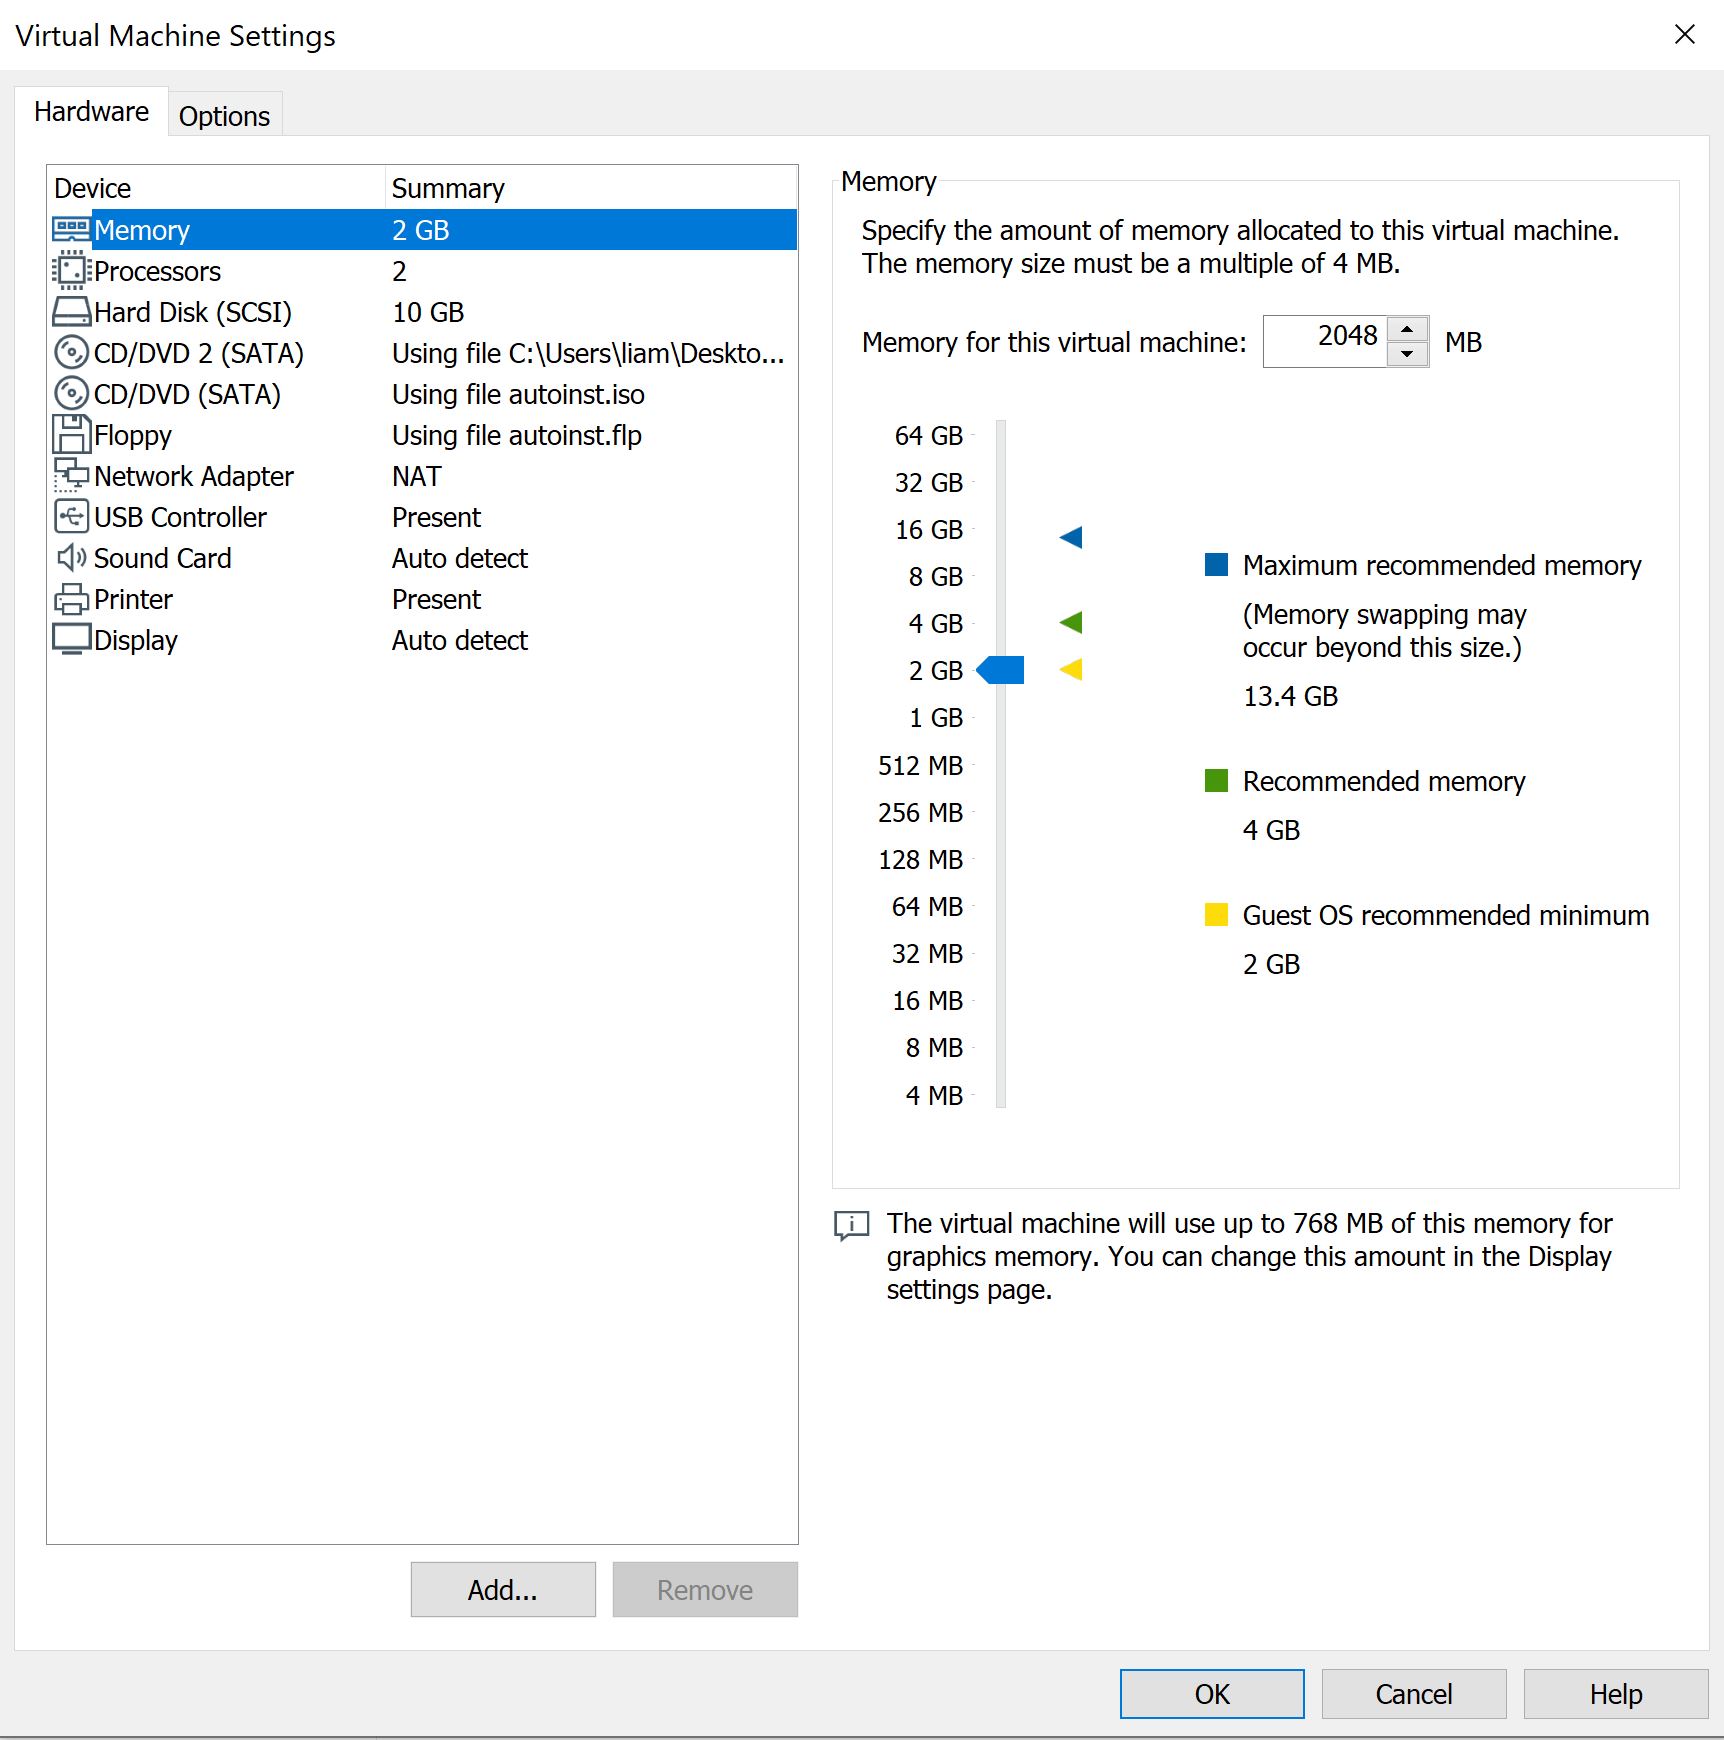 Virtual Machine Settings
Hardware
Options
Device Summary
Memory 2 GB
Processors 2
Hard Disk (SCSI) 10 GB
CD/DVD 2 (SATA) Using file C:\Users\liam\Deskto...
CD/DVD (SATA) Using file autoinst.iso
Floppy Using file autoinst.flp
Network Adapter NAT
USB Controller Present
Sound Card Auto detect
Printer Present
Display Auto detect
Add...
Remove
Memory
Specify the amount of memory allocated to this virtual machine.
The memory size must be a multiple of 4 MB.
Memory for this virtual machine: 2048 MB
64 GB
32 GB
16 GB
8 GB
4 GB
2 GB
1 GB
512 MB
256 MB
128 MB
64 MB
32 MB
16 MB
8 MB
4 MB
Maximum recommended memory
(Memory swapping may
occur beyond this size.)
13.4 GB
Recommended memory
4 GB
Guest OS recommended minimum
2 GB
The virtual machine will use up to 768 MB of this memory for
graphics memory. You can change this amount in the Display
settings page.
OK
Cancel
Help